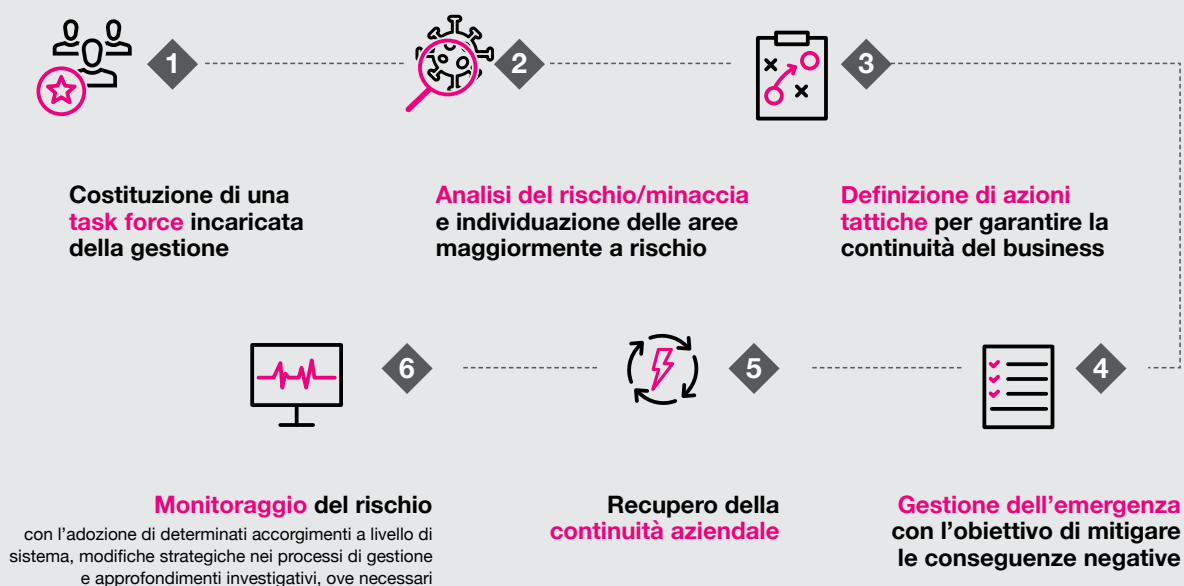 1
Costituzione di una
task force incaricata
della gestione
2
Analisi del rischio/minaccia
e individuazione delle aree
maggiormente a rischio
3
Definizione di azioni
tattiche per garantire la
continuità del business
4
Gestione dell’emergenza
con l’obiettivo di mitigare
le conseguenze negative
5
Recupero della
continuità aziendale
6
Monitoraggio del rischio
con l’adozione di determinati accorgimenti a livello di
sistema, modifiche strategiche nei processi di gestione
e approfondimenti investigativi, ove necessari